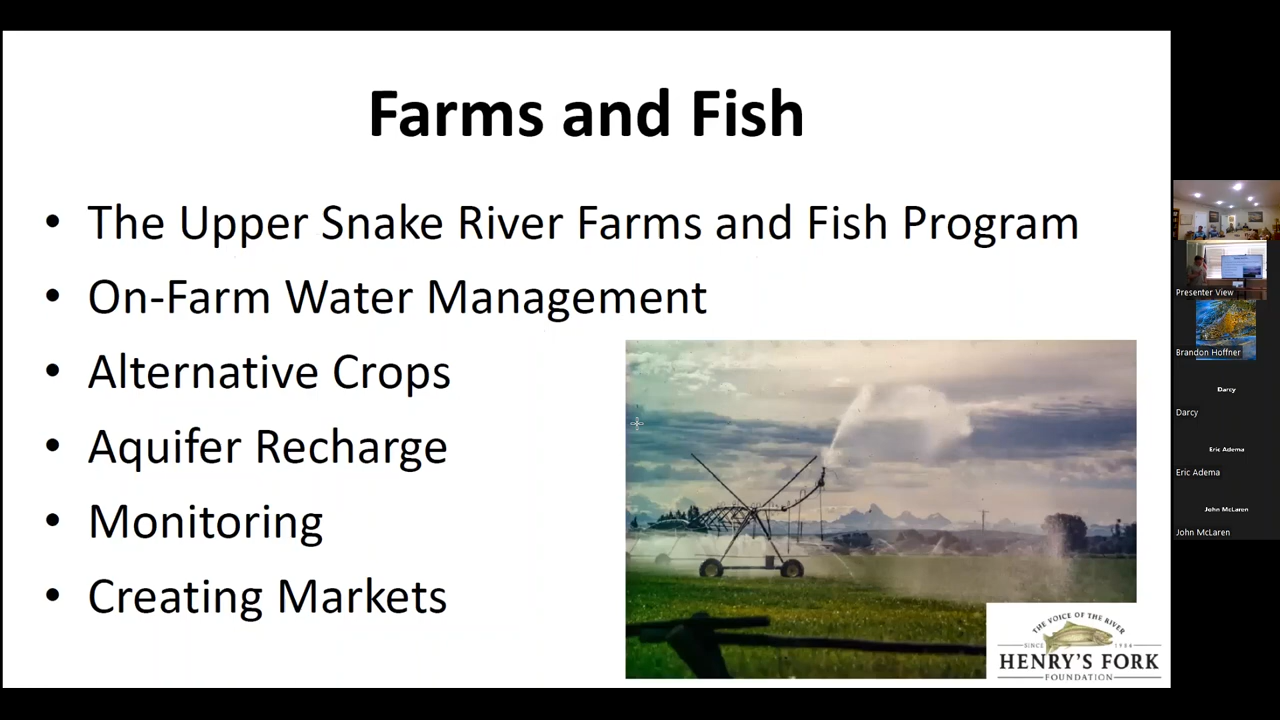 Farms and Fish
• The Upper Snake River Farms and Fish Program
• On-Farm Water Management
• Alternative Crops
• Aquifer Recharge
• Monitoring
• Creating Markets
THE VOICE OF THE RIVER
SINCE 1984
HENRY'S FORK
FOUNDATION
Presenter View
Brandon Hoffner
Darcy
Darcy
Eric Adema
Eric Adema
John McLaren
John McLaren